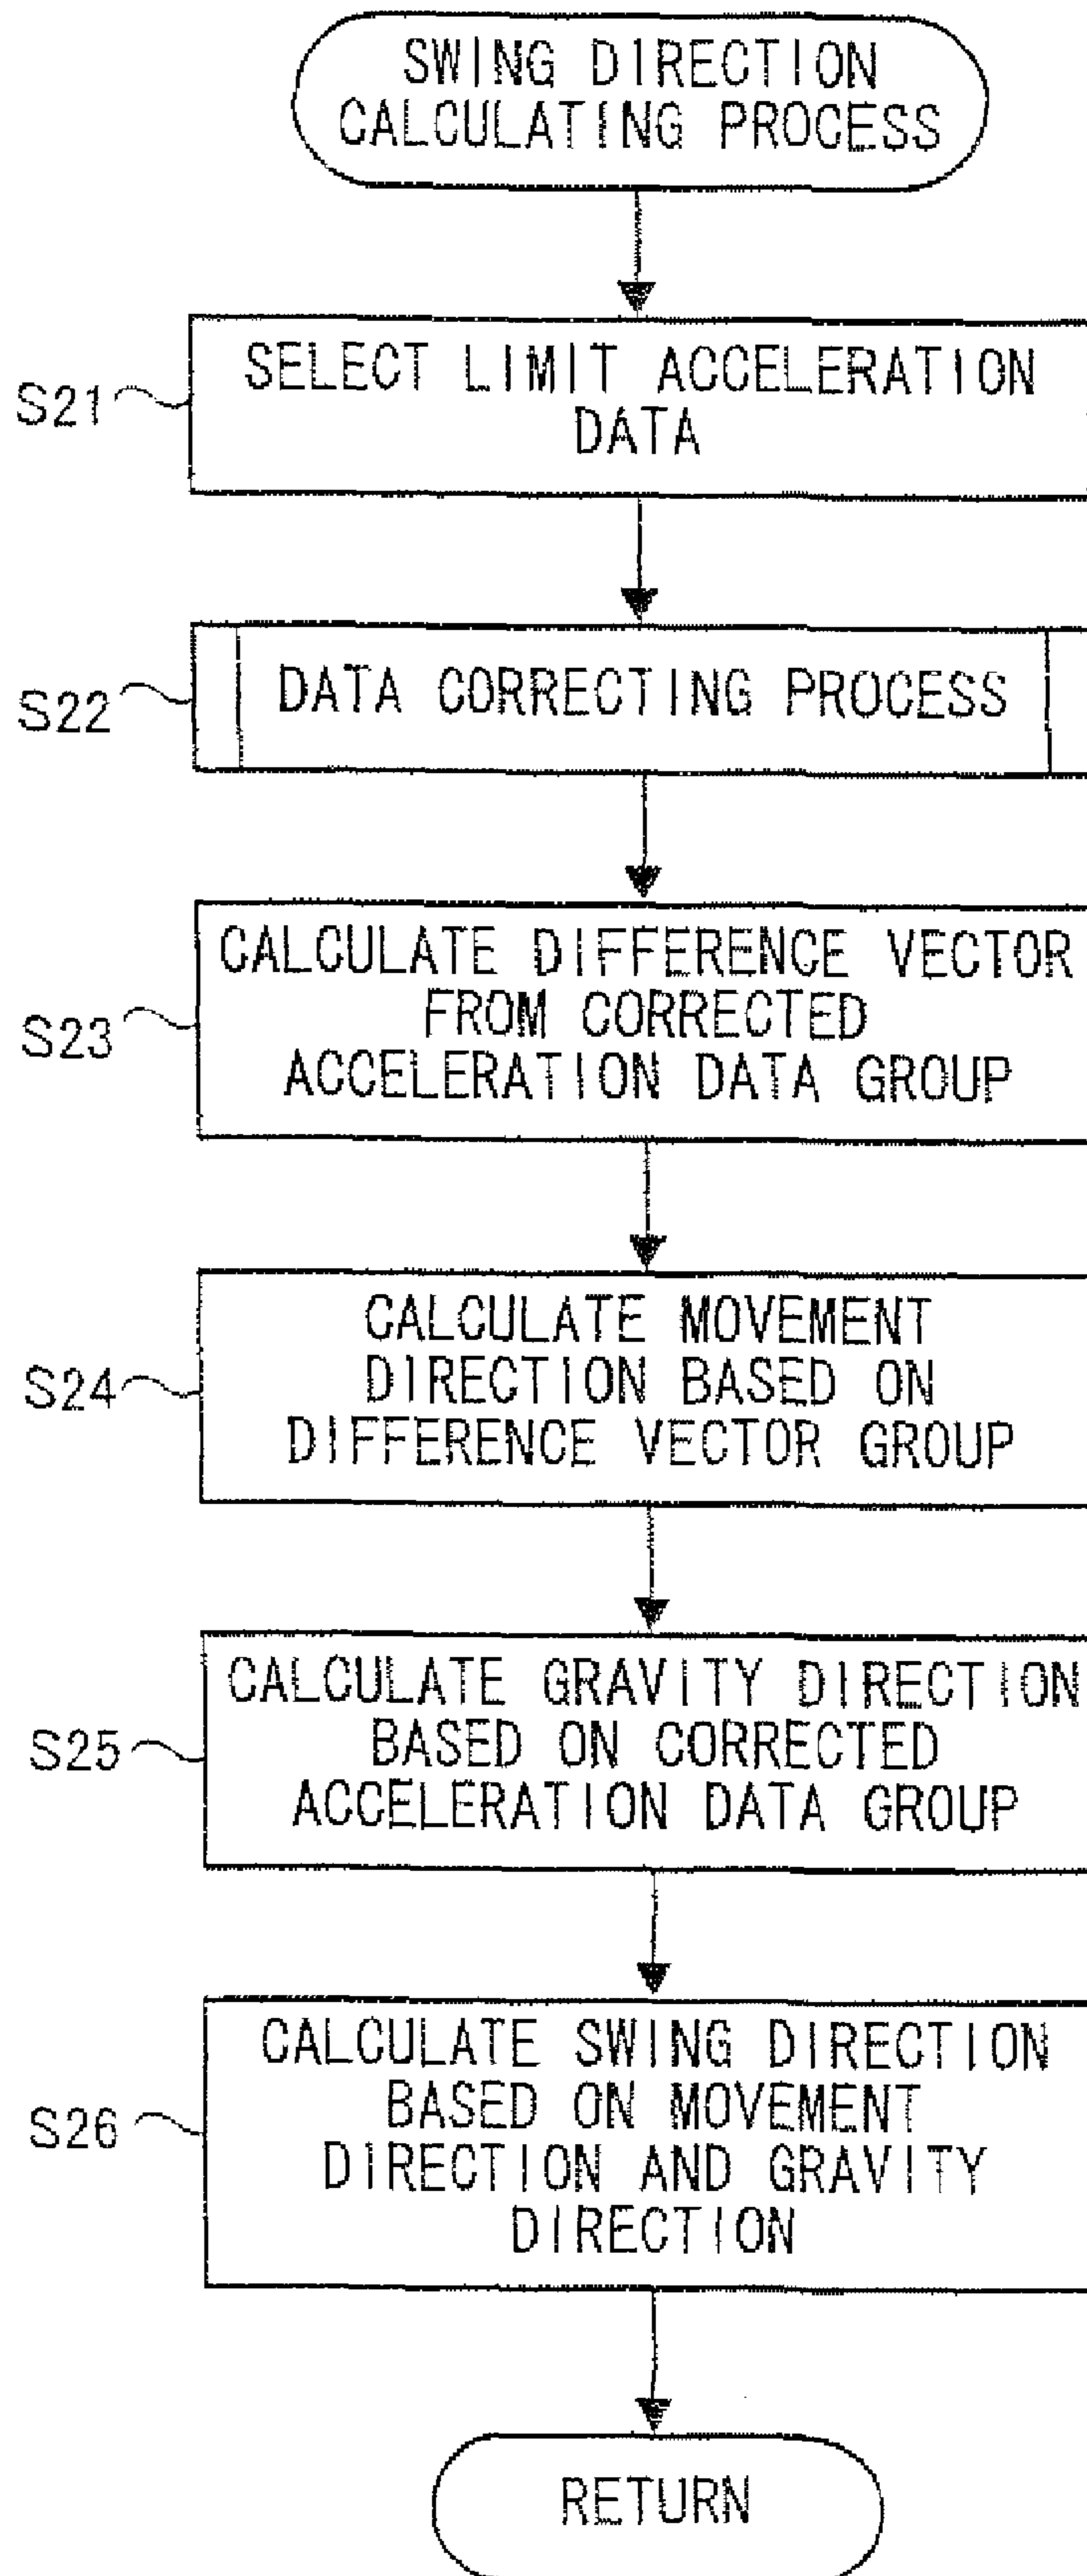 SWING DIRECTION
CALCULATING PROCESS
S21
SELECT LIMIT ACCELERATION
DATA
S22
DATA CORRECTING PROCESS
S23
CALCULATE DIFFERENCE VECTOR
FROM CORRECTED
ACCELERATION DATA GROUP
S24
CALCULATE MOVEMENT
DIRECTION BASED ON
DIFFERENCE VECTOR GROUP
S25
CALCULATE GRAVITY DIRECTION
BASED ON CORRECTED
ACCELERATION DATA GROUP
S26
CALCULATE SWING DIRECTION
BASED ON MOVEMENT
DIRECTION AND GRAVITY
DIRECTION
RETURN